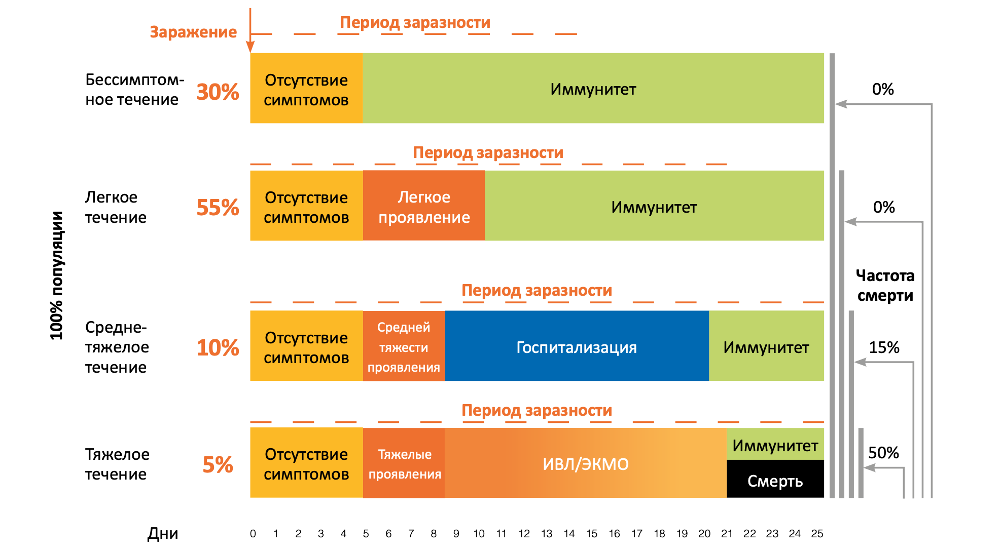 Заражение
Период заразности
Бессимптом-
ное течение
30%
Отсутствие
симптомов
Иммунитет
0%
Период заразности
Легкое
течение
55%
Отсутствие
симптомов
Легкое
проявление
Иммунитет
0%
100% популяции
Частота
смерти
Период заразности
Средне-
тяжелое
течение
10%
Отсутствие
симптомов
Средней
тяжести
проявления
Госпитализация
Иммунитет
15%
Период заразности
Тяжелое
течение
5%
Отсутствие
симптомов
Тяжелые
проявления
ИВЛ/ЭКМО
Иммунитет
Смерть
50%
Дни 0 1 2 3 4 5 6 7 8 9 10 11 12 13 14 15 16 17 18 19 20 21 22 23 24 25